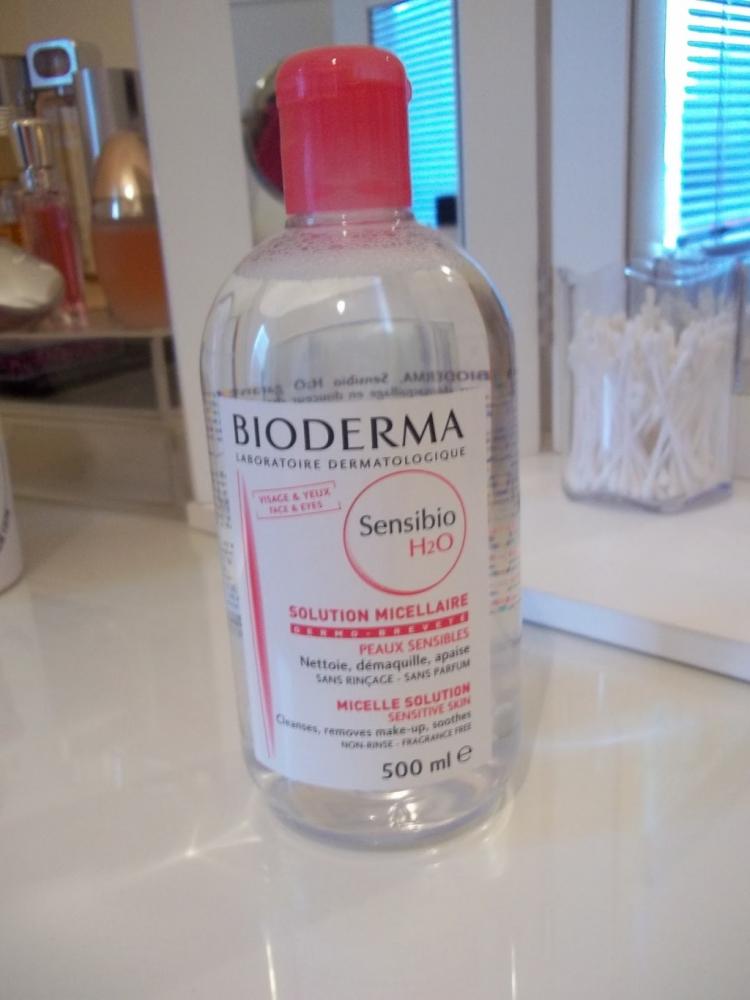 BIODERMA
LABORATOIRE DERMATOLOGIQUE
VISAGE & YEUX
FACE & EYES
Sensibio
H2O
SOLUTION MICELLAIRE
DERMO-BREVETÉ
PEAUX SENSIBLES
Nettoie, démaquille, apaise
SANS RINÇAGE - SANS PARFUM
MICELLE SOLUTION
SENSITIVE SKIN
Cleanses, removes make-up, soothes
NON-RINSE - FRAGRANCE FREE
500 ml e